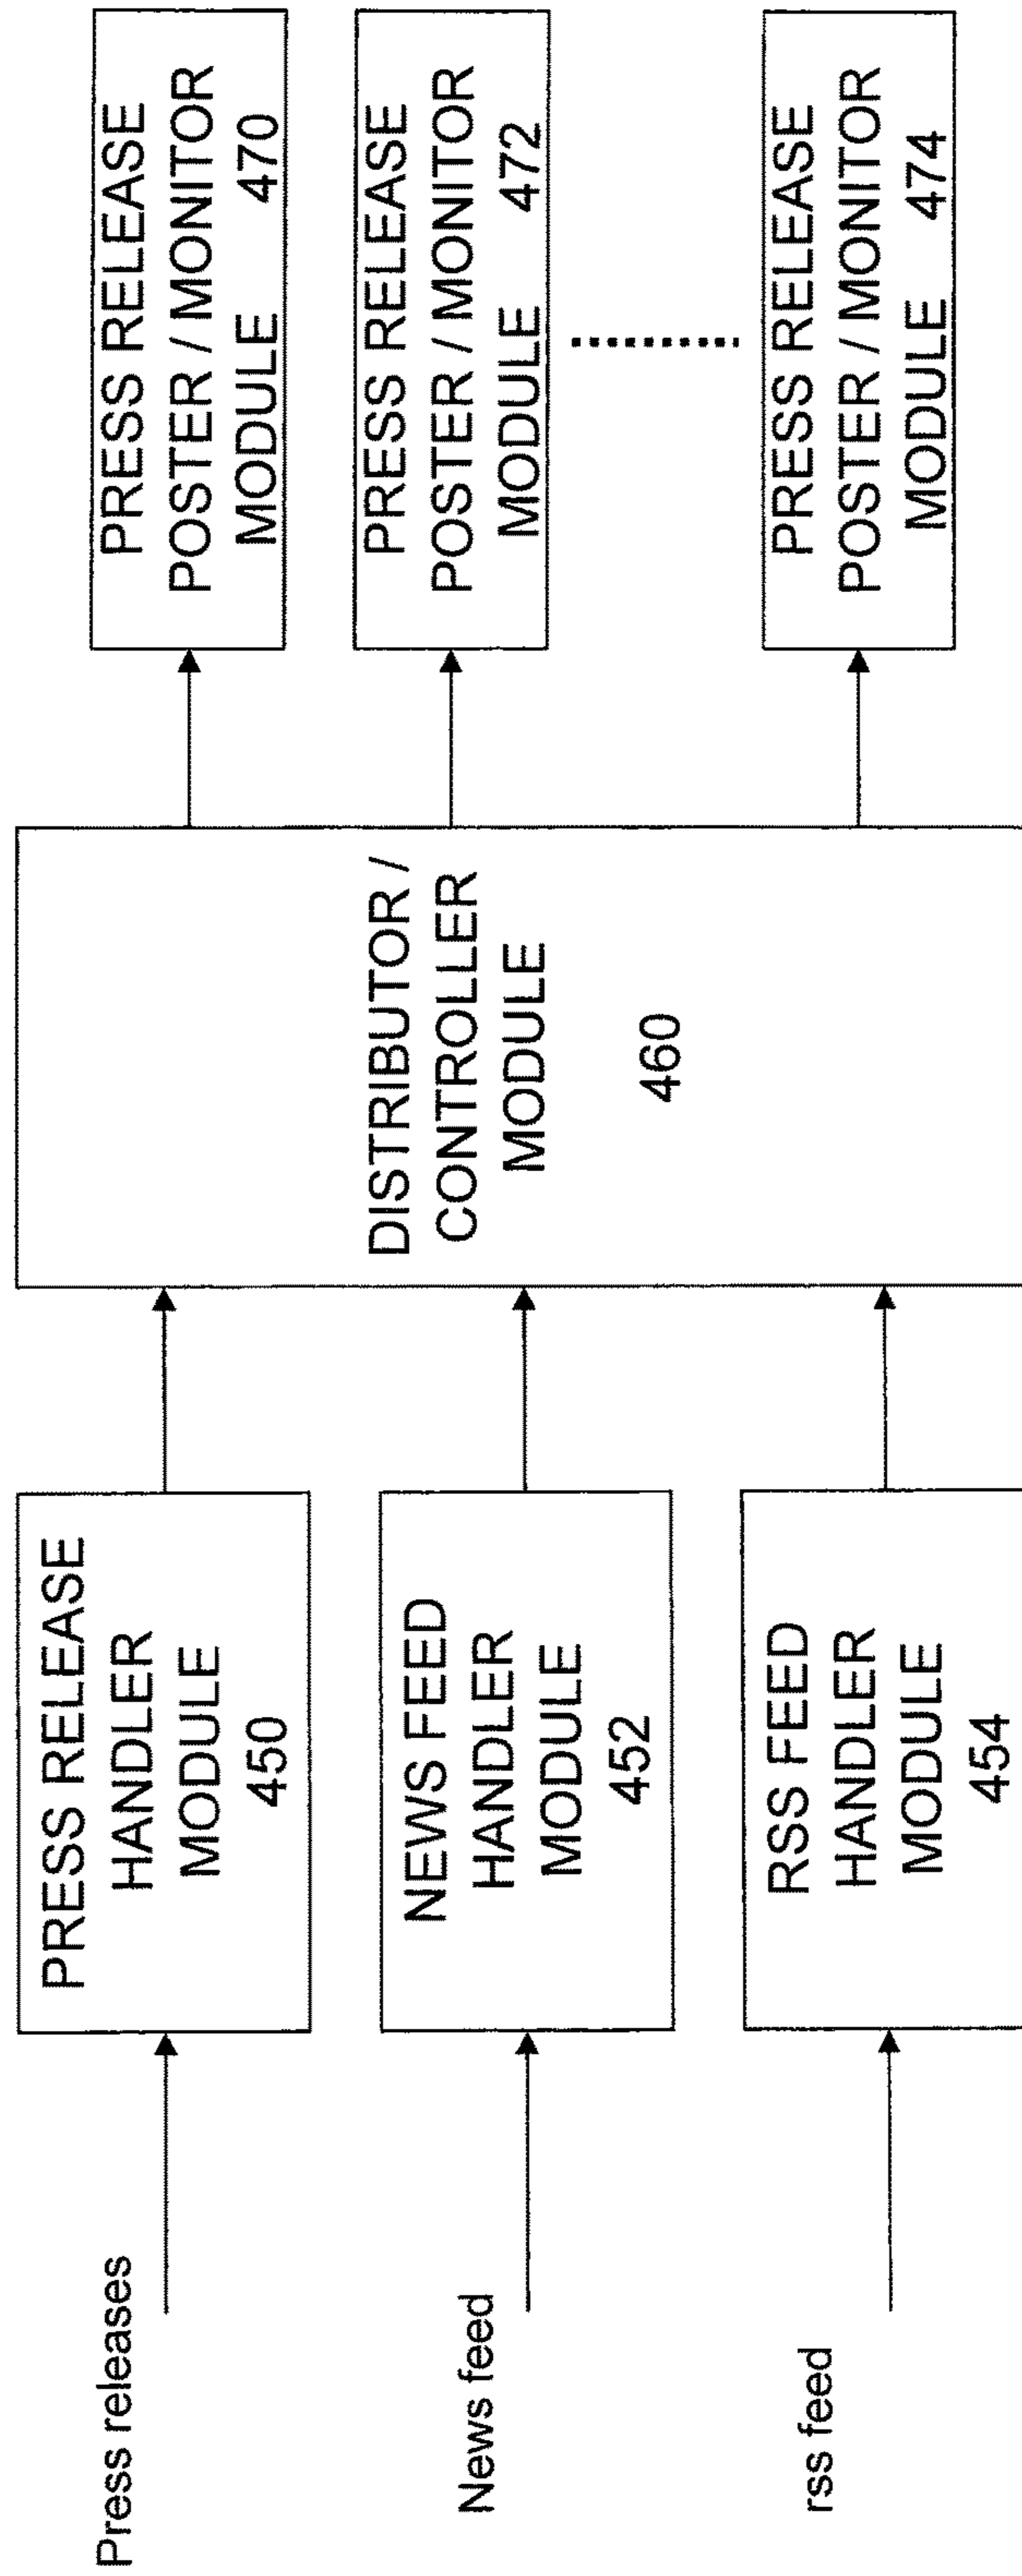 Press releases
PRESS RELEASE
HANDLER
MODULE
450
News feed
NEWS FEED
HANDLER
MODULE
452
rss feed
RSS FEED
HANDLER
MODULE
454
DISTRIBUTOR /
CONTROLLER
MODULE
460
PRESS RELEASE
POSTER / MONITOR
MODULE 470
PRESS RELEASE
POSTER / MONITOR
MODULE 472
PRESS RELEASE
POSTER / MONITOR
MODULE 474